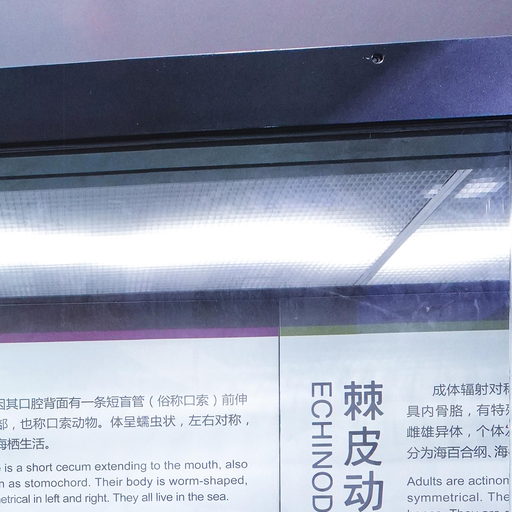 因其口腔背面有一条短盲管（俗称口索）前伸
部，也称口索动物。体呈蠕虫状，左右对称，
海栖生活。
is a short cecum extending to the mouth, also
as stomochord. Their body is worm-shaped,
etrical in left and right. They all live in the sea.
棘皮动
ECHINOD
成体辐射对
具内骨骼，有特
雌雄异体，个体
分为海百合纲、海
Adults are actinom
symmetrical. The